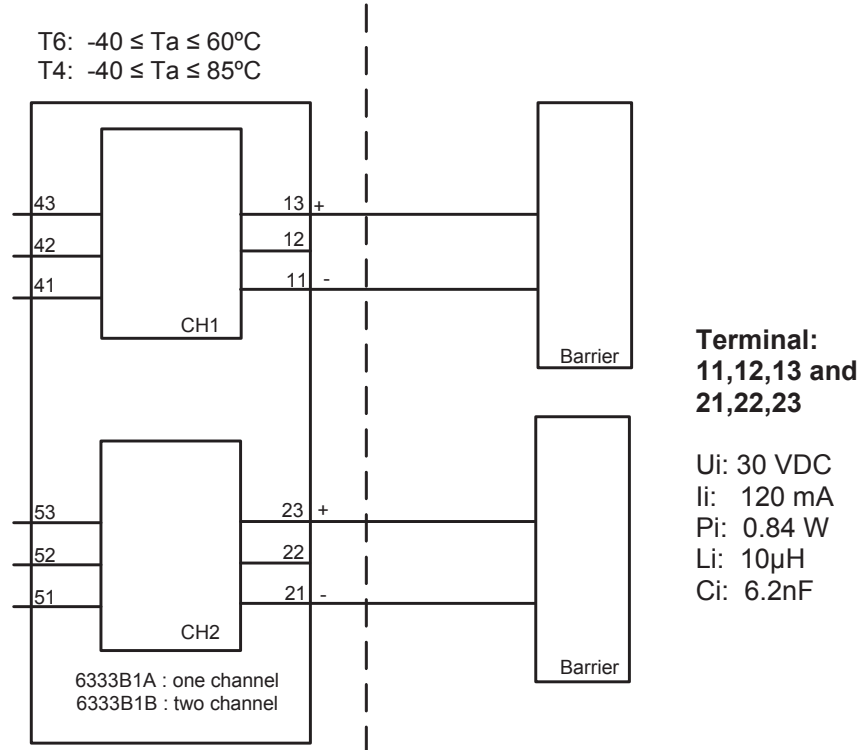 T6: -40 ≤ Ta ≤ 60ºC
T4: -40 ≤ Ta ≤ 85ºC
43
42
41
13 +
12
11 -
CH1
Barrier
53
52
51
23 +
22
21 -
CH2
Barrier
6333B1A : one channel
6333B1B : two channel
Terminal:
11,12,13 and
21,22,23
Ui: 30 VDC
Ii: 120 mA
Pi: 0.84 W
Li: 10µH
Ci: 6.2nF